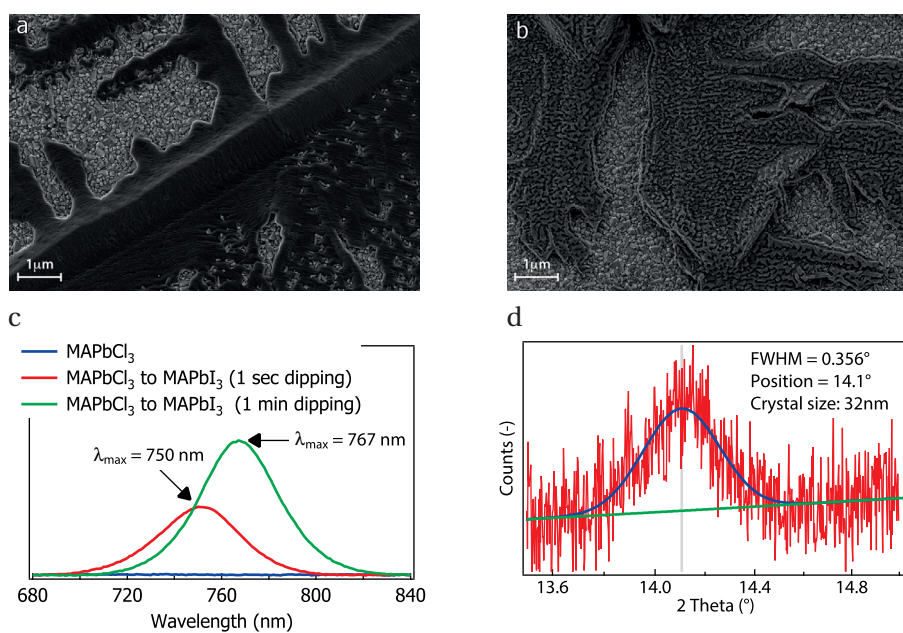 a
1µm
b
1µm
c
MAPbCl₃
MAPbCl₃ to MAPbI₃ (1 sec dipping)
MAPbCl₃ to MAPbI₃ (1 min dipping)
λmax = 750 nm
λmax = 767 nm
680
720
760
800
840
Wavelength (nm)
d
FWHM = 0.356°
Position = 14.1°
Crystal size: 32nm
Counts (-)
13.6
14.0
14.4
14.8
2 Theta (°)